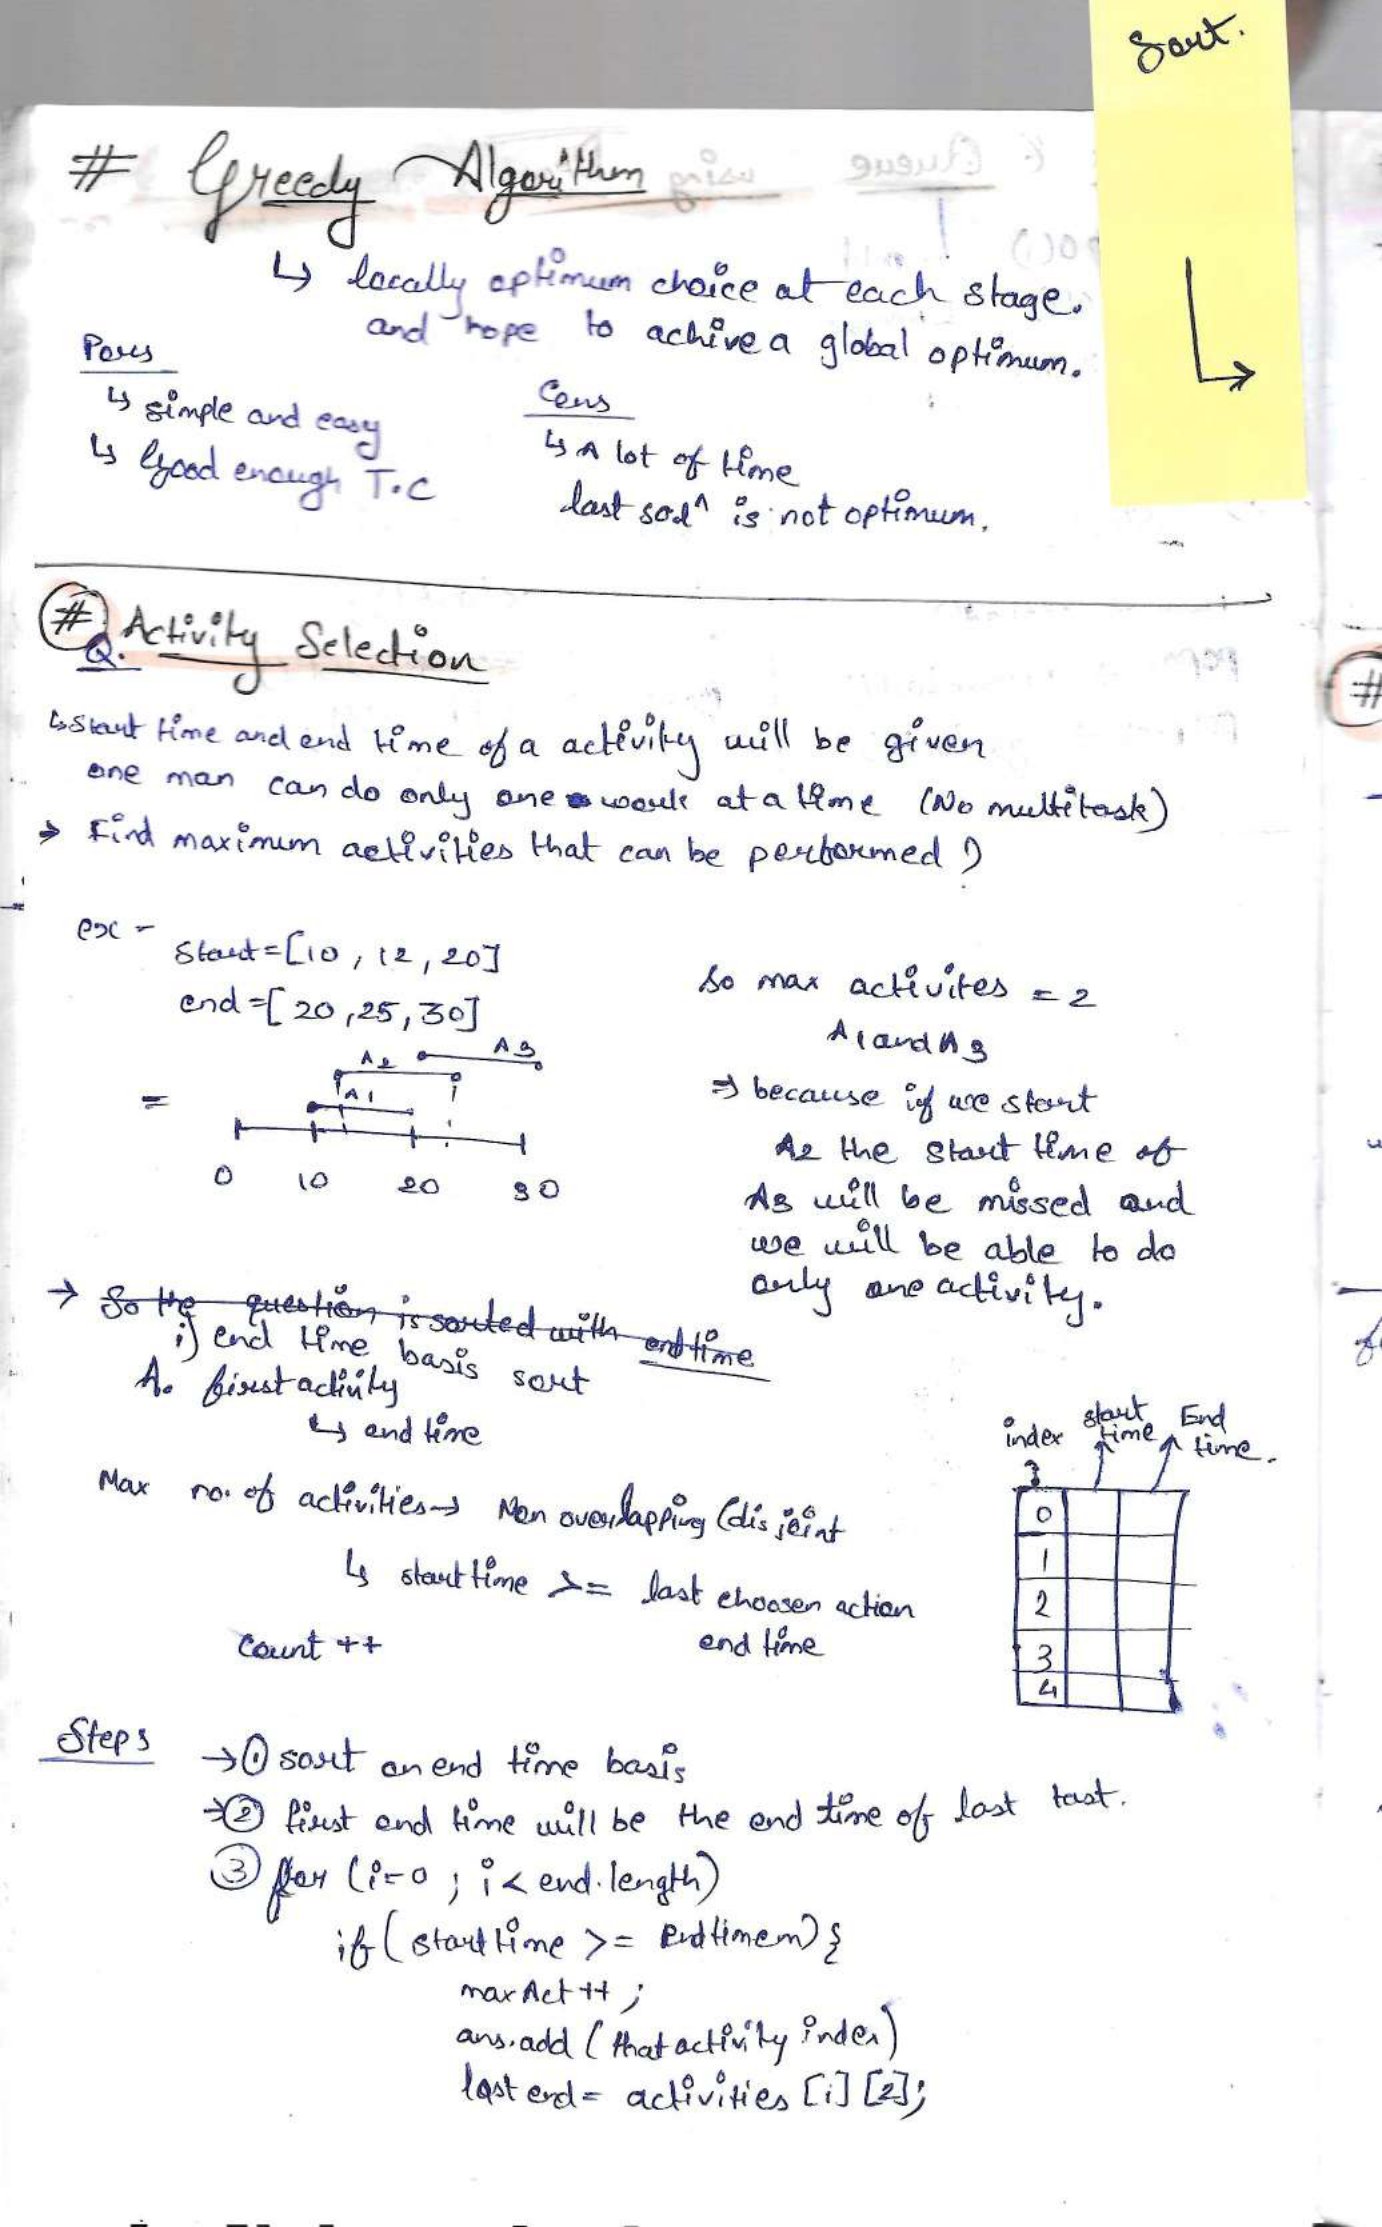 Sort.
# Greedy Algorithm
↳ locally optimum choice at each stage.
and hope to achive a global optimum.
Pros
↳ simple and easy
↳ Good enough T.C
Cons
↳ A lot of time
last sol^n is not optimum.
# Activity Selection
Q.
↳ start time and end time of a activity will be given
one man can do only one work at a time (No multitask)
→ Find maximum activities that can be performed ?
ex -
Start = [10, 12, 20]
end = [20, 25, 30]
A3
A2
A1
=
0 10 20 30
So max activites = 2
A1 and A3
⇒ because if we start
A2 the start time of
A3 will be missed and
we will be able to do
only one activity.
→ So the question is sorted with end time
i) end time basis sort
A. first activity
↳ end time
Max no. of activities → Non overlapping (disjoint
↳ start time >= last choosen action
end time
Count ++
index start time End time.
0
1
2
3
4
Steps
→ ① sort on end time basis
→ ② first end time will be the end time of last tast.
③ for (i=0 ; i < end.length)
if (start time >= End timem) {
maxAct ++ ;
ans.add (that activity index)
last end = activities [i] [2];
#